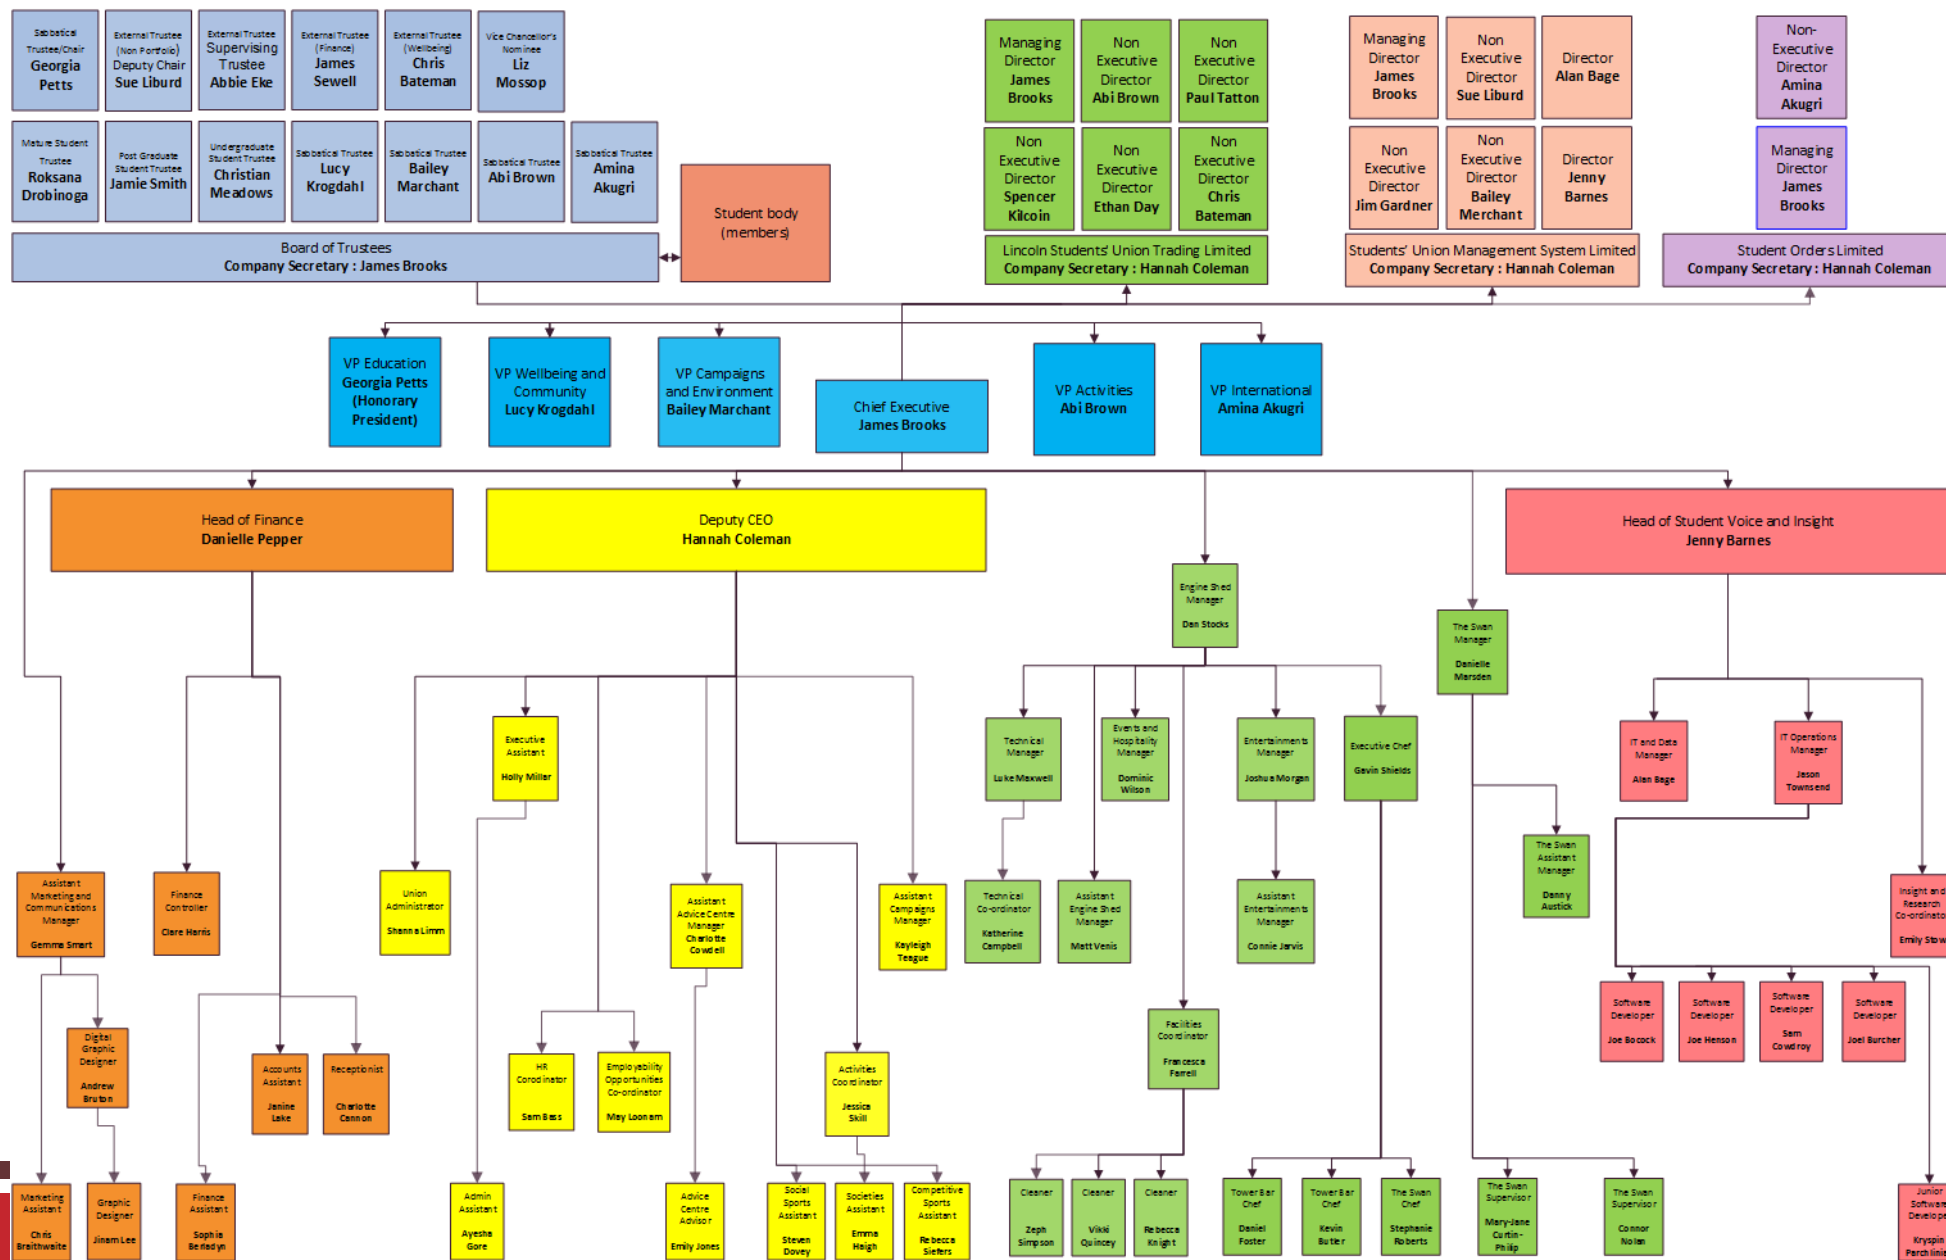 Sabbatical
Trustee/Chair
Georgia
Petts
External Trustee
(Non Portfolio)
Deputy Chair
Sue Liburd
External Trustee
Supervising
Trustee
Abbie Eke
External Trustee
(Finance)
James
Sewell
External Trustee
(Wellbeing)
Chris
Bateman
Vice Chancellor's
Nominee
Liz
Mossop
Mature Student
Trustee
Roksana
Drobinoga
Post Graduate
Student Trustee
Jamie Smith
Undergraduate
Student Trustee
Christian
Meadows
Sabbatical Trustee
Lucy
Krogdahl
Sabbatical Trustee
Bailey
Marchant
Sabbatical Trustee
Abi Brown
Sabbatical Trustee
Amina
Akugri
Board of Trustees
Company Secretary : James Brooks
Student body
(members)
Managing
Director
James
Brooks
Non
Executive
Director
Abi Brown
Non
Executive
Director
Paul Tatton
Non
Executive
Director
Spencer
Kilcoin
Non
Executive
Director
Ethan Day
Non
Executive
Director
Chris
Bateman
Lincoln Students' Union Trading Limited
Company Secretary : Hannah Coleman
Managing
Director
James
Brooks
Non
Executive
Director
Sue Liburd
Director
Alan Bage
Non
Executive
Director
Jim Gardner
Non
Executive
Director
Bailey
Merchant
Director
Jenny
Barnes
Students' Union Management System Limited
Company Secretary : Hannah Coleman
Non-
Executive
Director
Amina
Akugri
Managing
Director
James
Brooks
Student Orders Limited
Company Secretary : Hannah Coleman
VP Education
Georgia Petts
(Honorary
President)
VP Wellbeing and
Community
Lucy Krogdahl
VP Campaigns
and Environment
Bailey Marchant
Chief Executive
James Brooks
VP Activities
Abi Brown
VP International
Amina Akugri
Head of Finance
Danielle Pepper
Deputy CEO
Hannah Coleman
Head of Student Voice and Insight
Jenny Barnes
Engine Shed
Manager
Dan Stocks
The Swan
Manager
Danielle
Marsden
Executive
Assistant
Holly Millar
Technical
Manager
Luke Maxwell
Events and
Hospitality
Manager
Dominic
Wilson
Entertainments
Manager
Joshua Morgan
Executive Chef
Gavin Shields
IT and Data
Manager
Alan Bage
IT Operations
Manager
Jason
Townsend
The Swan
Assistant
Manager
Danny
Austick
Assistant
Marketing and
Communications
Manager
Gemma Smart
Finance
Controller
Clare Harris
Union
Administrator
Shanna Limm
Assistant
Advice Centre
Manager
Charlotte
Cowdell
Assistant
Campaigns
Manager
Kayleigh
Teague
Technical
Co-ordinator
Katherine
Campbell
Assistant
Engine Shed
Manager
Matt Venis
Assistant
Entertainments
Manager
Connie Jarvis
Insight and
Research
Co-ordinato
Emily Stow
Software
Developer
Joe Bocock
Software
Developer
Joe Henson
Software
Developer
Sam
Cowdroy
Software
Developer
Joel Burcher
Digital
Graphic
Designer
Andrew
Bruton
Accounts
Assistant
Janine
Lake
Receptionist
Charlotte
Cannon
HR
Corodinator
Sam Bass
Employability
Opportunities
Co-ordinator
May Loonam
Activities
Coordinator
Jessica
Skill
Facilities
Coordinator
Francesca
Farrell
Marketing
Assistant
Chris
Braithwaite
Graphic
Designer
Jinam Lee
Finance
Assistant
Sophia
Berladyn
Admin
Assistant
Ayesha
Gore
Advice
Centre
Advisor
Emily Jones
Social
Sports
Assistant
Steven
Dovey
Societies
Assistant
Emma
Haigh
Competitive
Sports
Assistant
Rebecca
Siefers
Cleaner
Zeph
Simpson
Cleaner
Vikki
Quincey
Cleaner
Rebecca
Knight
Tower Bar
Chef
Daniel
Foster
Tower Bar
Chef
Kevin
Butler
The Swan
Chef
Stephanie
Roberts
The Swan
Supervisor
Mary-Jane
Curtin-
Philip
The Swan
Supervisor
Connor
Nolan
Junior
Software
Develope
Kryspin